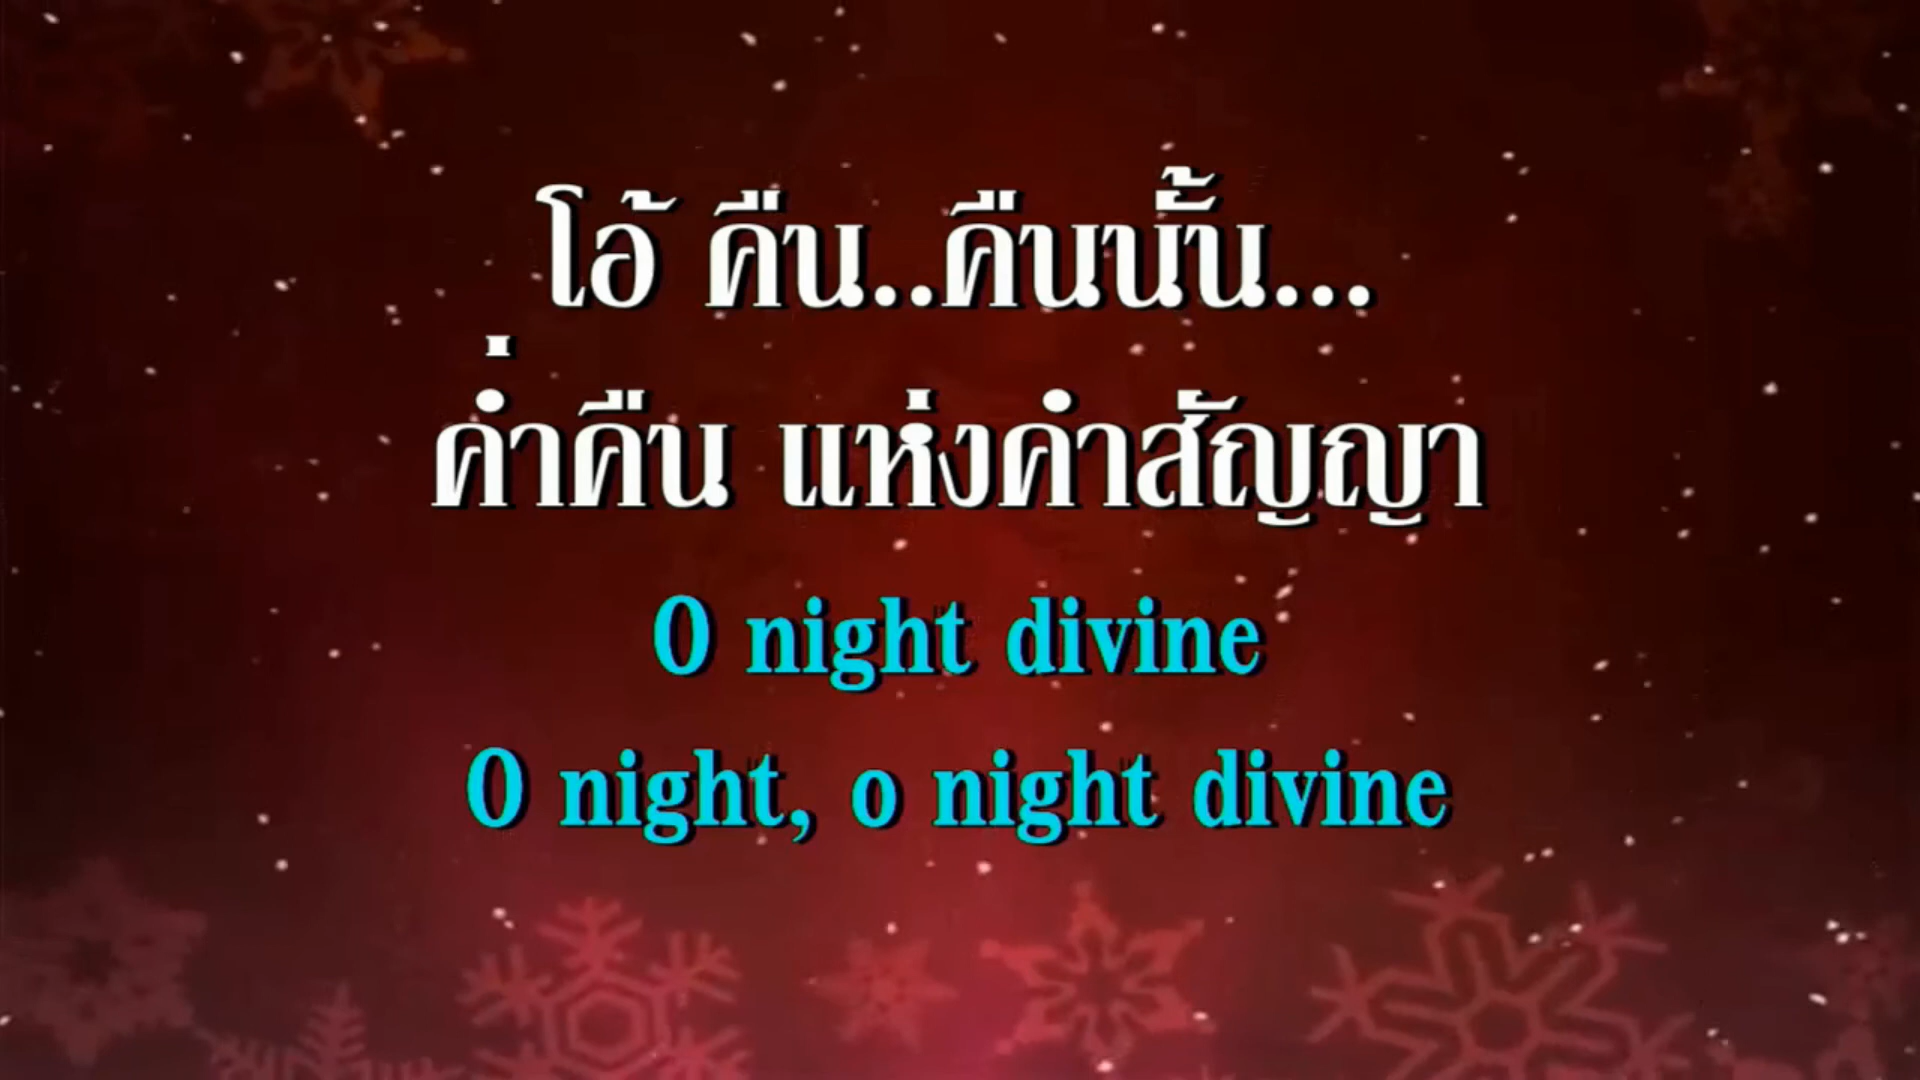 โอ้ คืน..คืนนั้น...
ค่ำคืน แห่งคำสัญญา
O night divine
O night, o night divine